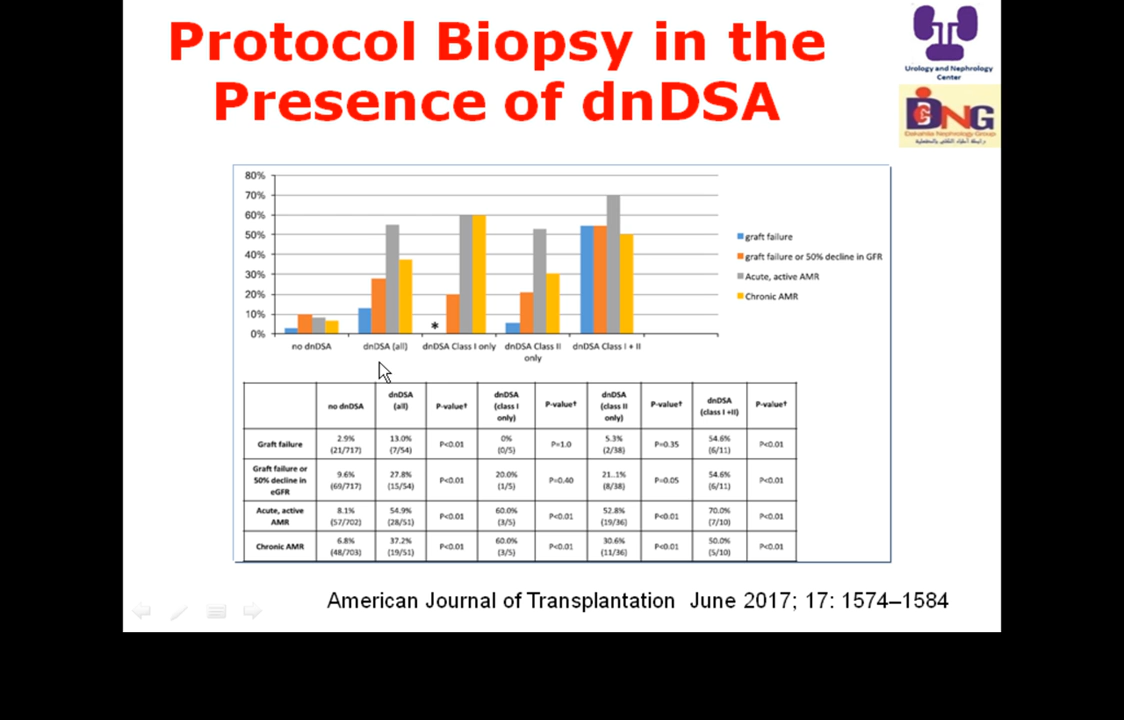 Protocol Biopsy in the
Presence of dnDSA
Urology and Nephrology
Center
DNG
Dakahlia Nephrology Group
80%
70%
60%
50%
40%
30%
20%
10%
0%
*
no dnDSA
dnDSA (all)
dnDSA Class I only
dnDSA Class II
only
dnDSA Class I + II
graft failure
graft failure or 50% decline in GFR
Acute, active AMR
Chronic AMR
no dnDSA dnDSA (all) P-value† dnDSA (class I only) P-value† dnDSA (class II only) P-value† dnDSA (class I +II) P-value†
Graft failure 2.9% (21/717) 13.0% (7/54) P<0.01 0% (0/5) P=1.0 5.3% (2/38) P=0.35 54.6% (6/11) P<0.01
Graft failure or 50% decline in eGFR 9.6% (69/717) 27.8% (15/54) P<0.01 20.0% (1/5) P=0.40 21..1% (8/38) P=0.05 54.6% (6/11) P<0.01
Acute, active AMR 8.1% (57/702) 54.9% (28/51) P<0.01 60.0% (3/5) P<0.01 52.8% (19/36) P<0.01 70.0% (7/10) P<0.01
Chronic AMR 6.8% (48/703) 37.2% (19/51) P<0.01 60.0% (3/5) P<0.01 30.6% (11/36) P<0.01 50.0% (5/10) P<0.01
American Journal of Transplantation June 2017; 17: 1574–1584